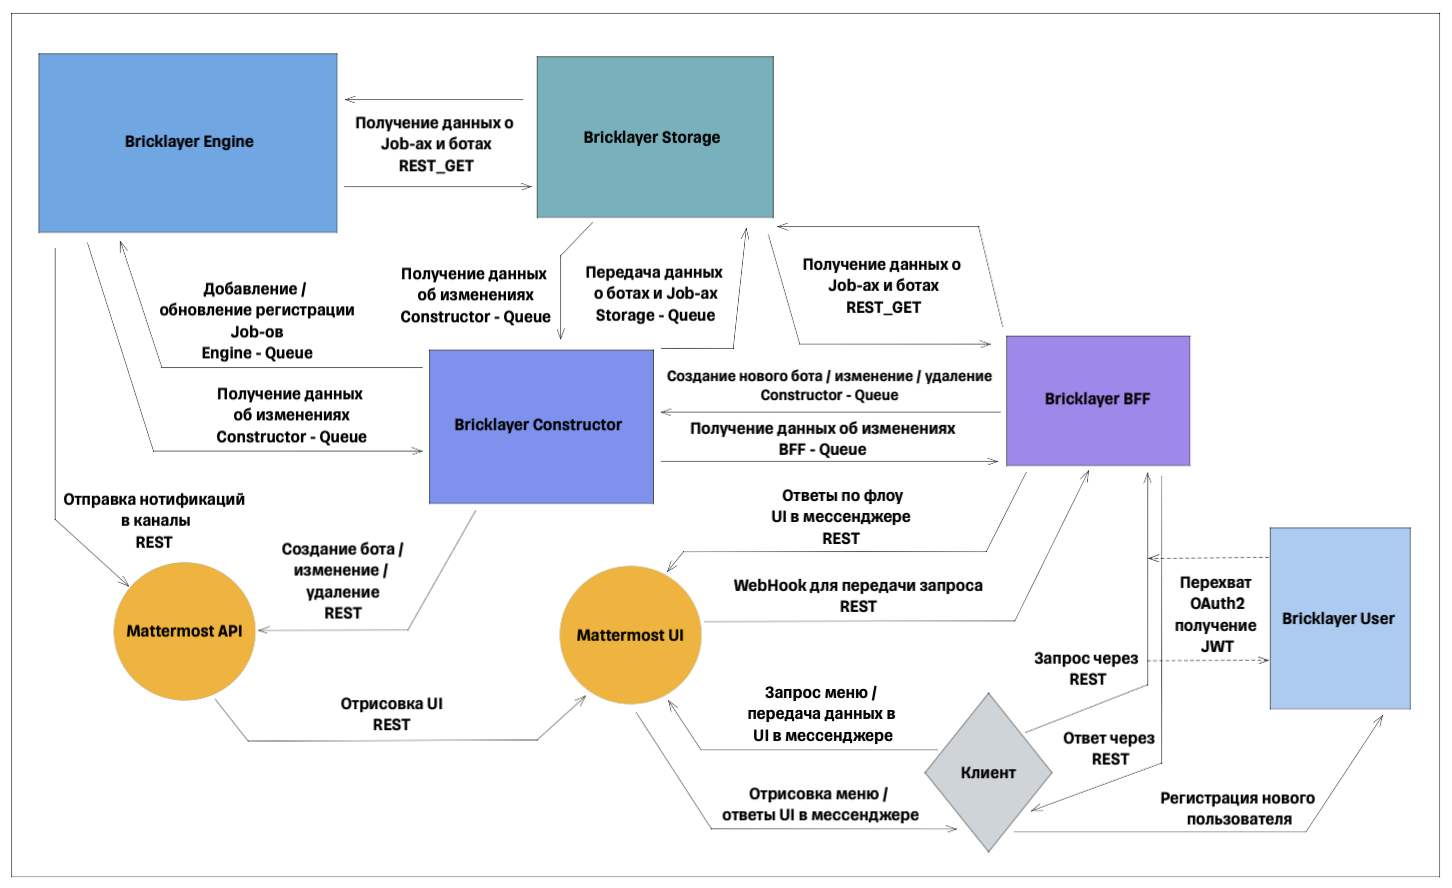 Bricklayer Engine
Получение данных о
Job-ах и ботах
REST_GET
Bricklayer Storage
Добавление /
обновление регистрации
Job-ов
Engine - Queue
Получение данных
об изменениях
Constructor - Queue
Передача данных
о ботах и Job-ах
Storage - Queue
Получение данных о
Job-ах и ботах
REST_GET
Получение данных
об изменениях
Constructor - Queue
Bricklayer Constructor
Создание нового бота / изменение / удаление
Constructor - Queue
Получение данных об изменениях
BFF - Queue
Bricklayer BFF
Отправка нотификаций
в каналы
REST
Создание бота /
изменение /
удаление
REST
Ответы по флоу
UI в мессенджере
REST
WebHook для передачи запроса
REST
Mattermost API
Mattermost UI
Перехват
OAuth2
получение
JWT
Bricklayer User
Отрисовка UI
REST
Запрос меню /
передача данных в
UI в мессенджере
Запрос через
REST
Ответ через
REST
Клиент
Отрисовка меню /
ответы UI в мессенджере
Регистрация нового
пользователя